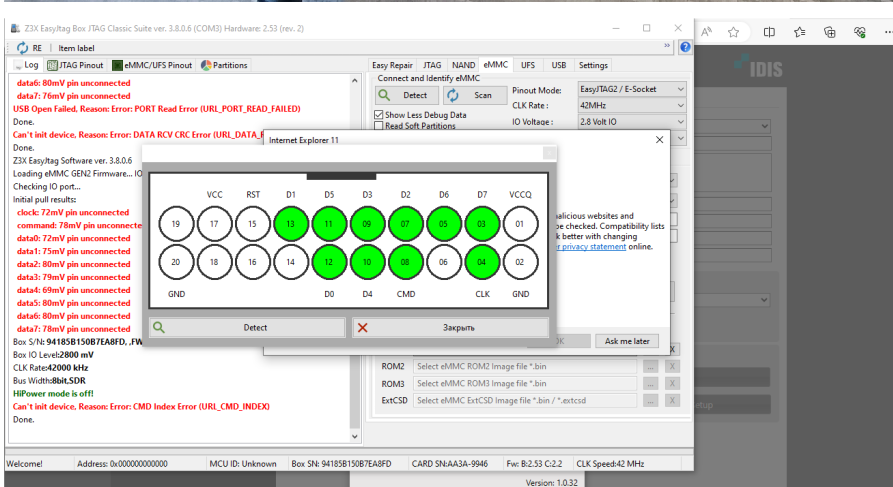 Z3X EasyJtag Box JTAG Classic Suite ver. 3.8.0.6 (COM3) Hardware: 2.53 (rev. 2)
RE Item label
»
Log JTAG Pinout eMMC/UFS Pinout Partitions
Easy Repair JTAG NAND eMMC UFS USB Settings
IDIS
data6: 80mV pin unconnected
data7: 76mV pin unconnected
USB Open Failed, Reason: Error: PORT Read Error (URL_PORT_READ_FAILED)
Done.
Can't init device, Reason: Error: DATA RCV CRC Error (URL_DATA_
Done.
Z3X EasyJtag Software ver. 3.8.0.6
Loading eMMC GEN2 Firmware... IO
Checking IO port...
Initial pull results:
clock: 72mV pin unconnected
command: 78mV pin unconnecte
data0: 72mV pin unconnected
data1: 75mV pin unconnected
data2: 80mV pin unconnected
data3: 79mV pin unconnected
data4: 69mV pin unconnected
data5: 80mV pin unconnected
data6: 80mV pin unconnected
data7: 78mV pin unconnected
Box S/N: 94185B150B7EA8FD, ,FW
Box IO Level:2800 mV
CLK Rate:42000 kHz
Bus Width:8bit,SDR
HiPower mode is off!
Can't init device, Reason: Error: CMD Index Error (URL_CMD_INDEX)
Done.
Connect and Identify eMMC
Detect Scan
Show Less Debug Data
Read Soft Partitions
Pinout Mode: EasyJTAG2 / E-Socket
CLK Rate : 42MHz
IO Voltage : 2.8 Volt IO
Internet Explorer 11
VCC RST D1 D5 D3 D2 D6 D7 VCCQ
19 17 15 13 11 09 07 05 03 01
20 18 16 14 12 10 08 06 04 02
GND D0 D4 CMD CLK GND
Detect Закрыть
alicious websites and
be checked. Compatibility lists
better with changing
privacy statement online.
OK Ask me later
ROM2 Select eMMC ROM2 Image file *.bin ... X
ROM3 Select eMMC ROM3 Image file *.bin ... X
ExtCSD Select eMMC ExtCSD Image file *.bin / *.extcsd ... X
etup
Welcome! Address: 0x000000000000 MCU ID: Unknown Box SN: 94185B150B7EA8FD CARD SN:AA3A-9946 Fw: B:2.53 C:2.2 CLK Speed:42 MHz
Version: 1.0.32